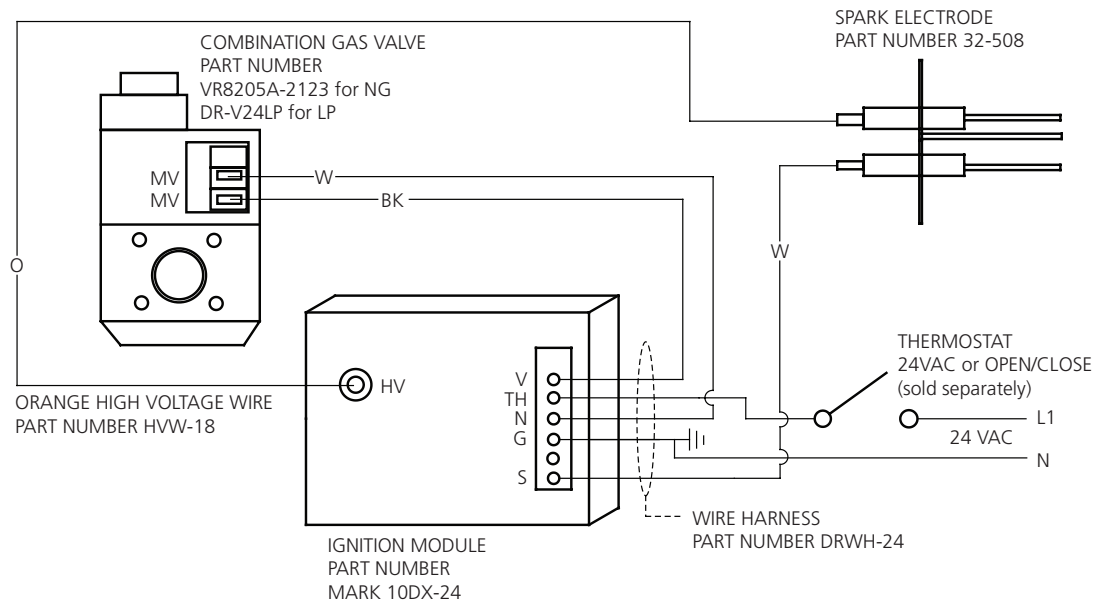 SPARK ELECTRODE
PART NUMBER 32-508
COMBINATION GAS VALVE
PART NUMBER
VR8205A-2123 for NG
DR-V24LP for LP
MV
MV
W
BK
O
W
HV
V
TH
N
G
S
THERMOSTAT
24VAC or OPEN/CLOSE
(sold separately)
L1
24 VAC
N
ORANGE HIGH VOLTAGE WIRE
PART NUMBER HVW-18
WIRE HARNESS
PART NUMBER DRWH-24
IGNITION MODULE
PART NUMBER
MARK 10DX-24